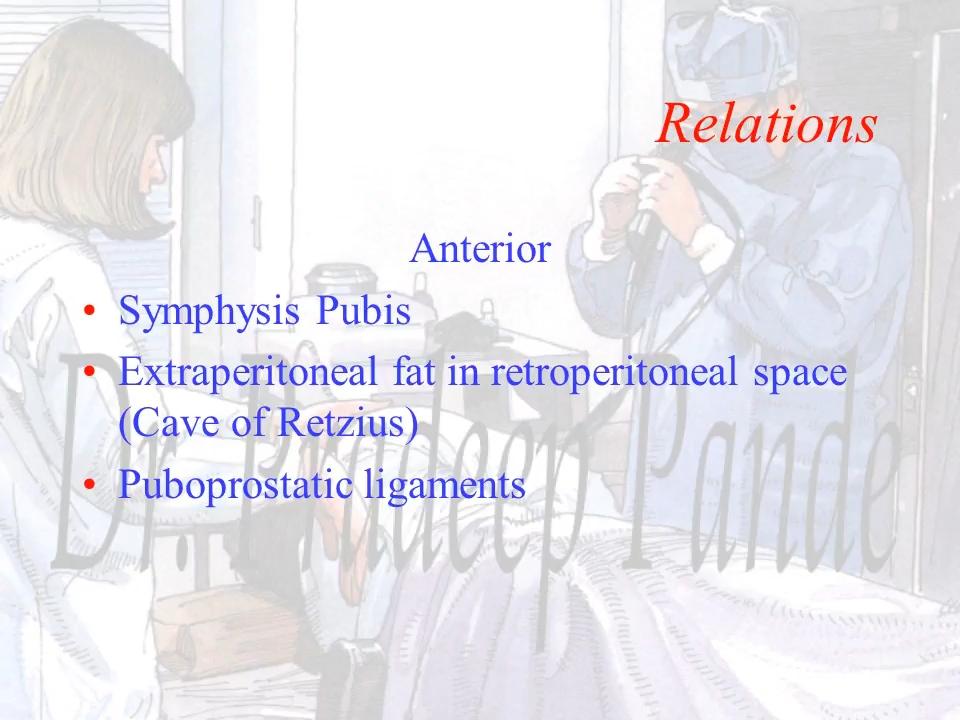 Relations
Anterior
• Symphysis Pubis
• Extraperitoneal fat in retroperitoneal space
(Cave of Retzius)
• Puboprostatic ligaments
Dr. Pradeep Pande